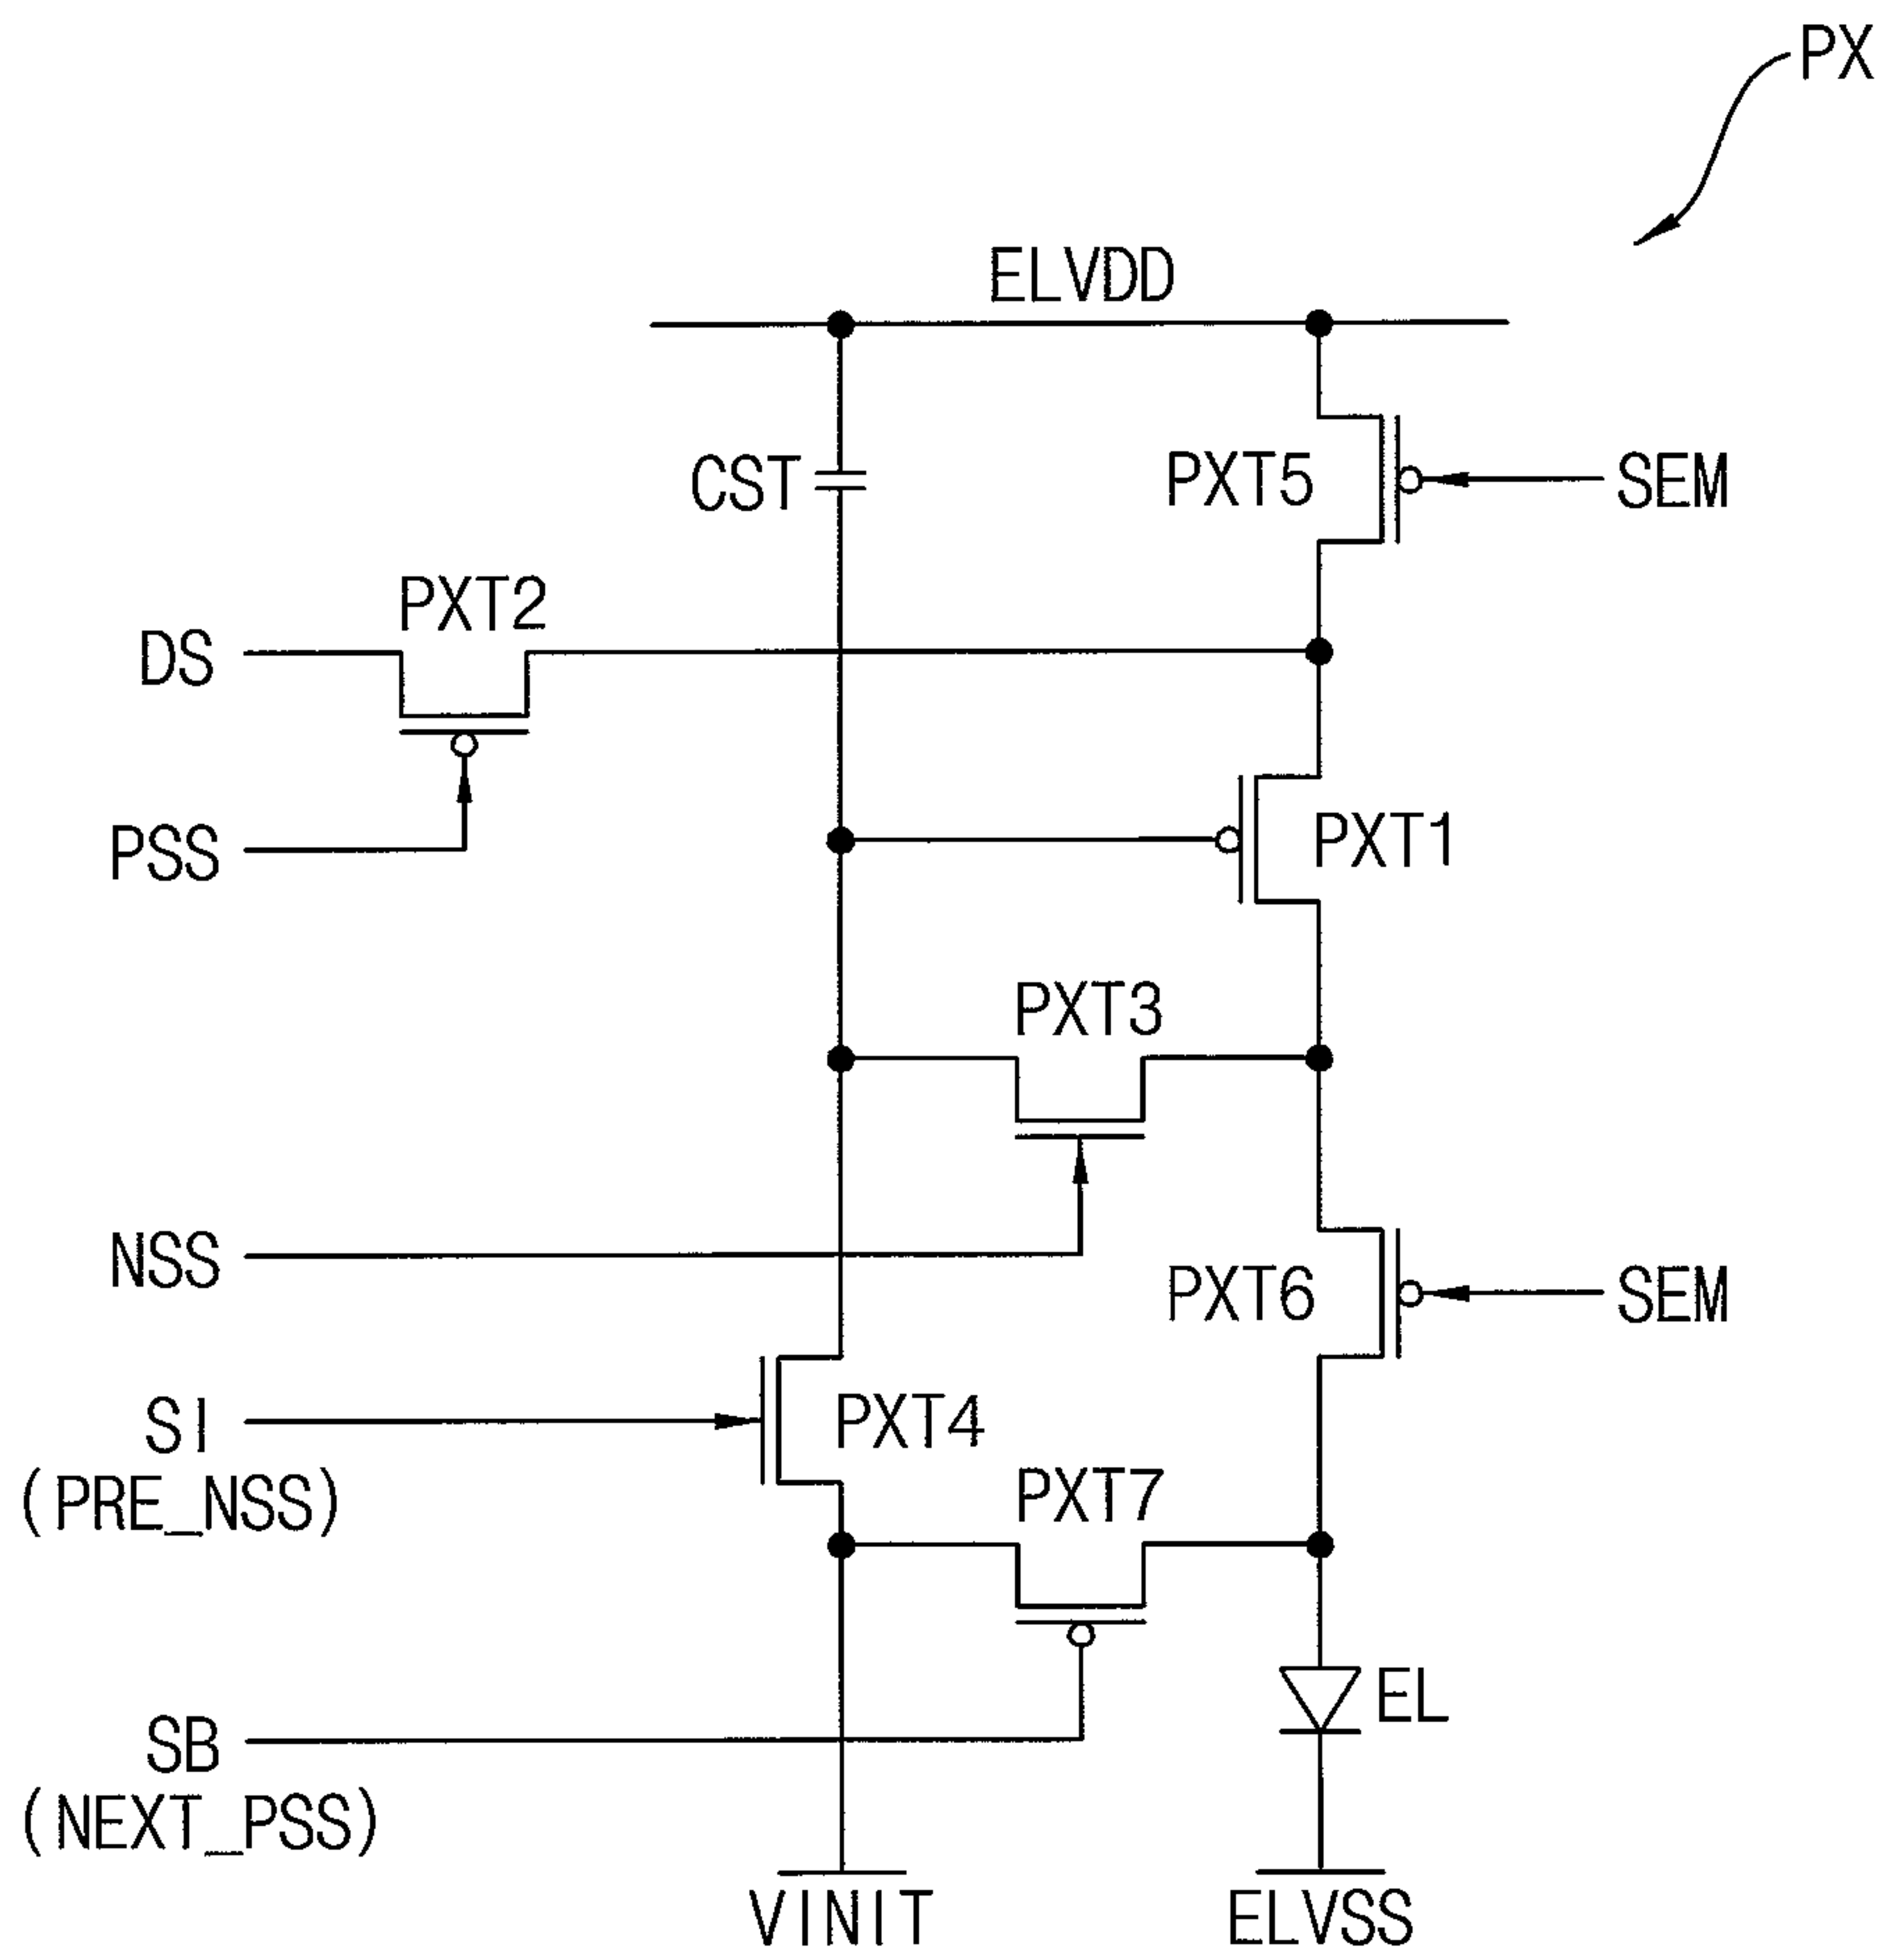 PX
ELVDD
CST
PXT5
SEM
PXT2
DS
PSS
PXT1
PXT3
NSS
PXT6
SEM
SI
(PRE_NSS)
PXT4
PXT7
EL
SB
(NEXT_PSS)
VINIT
ELVSS